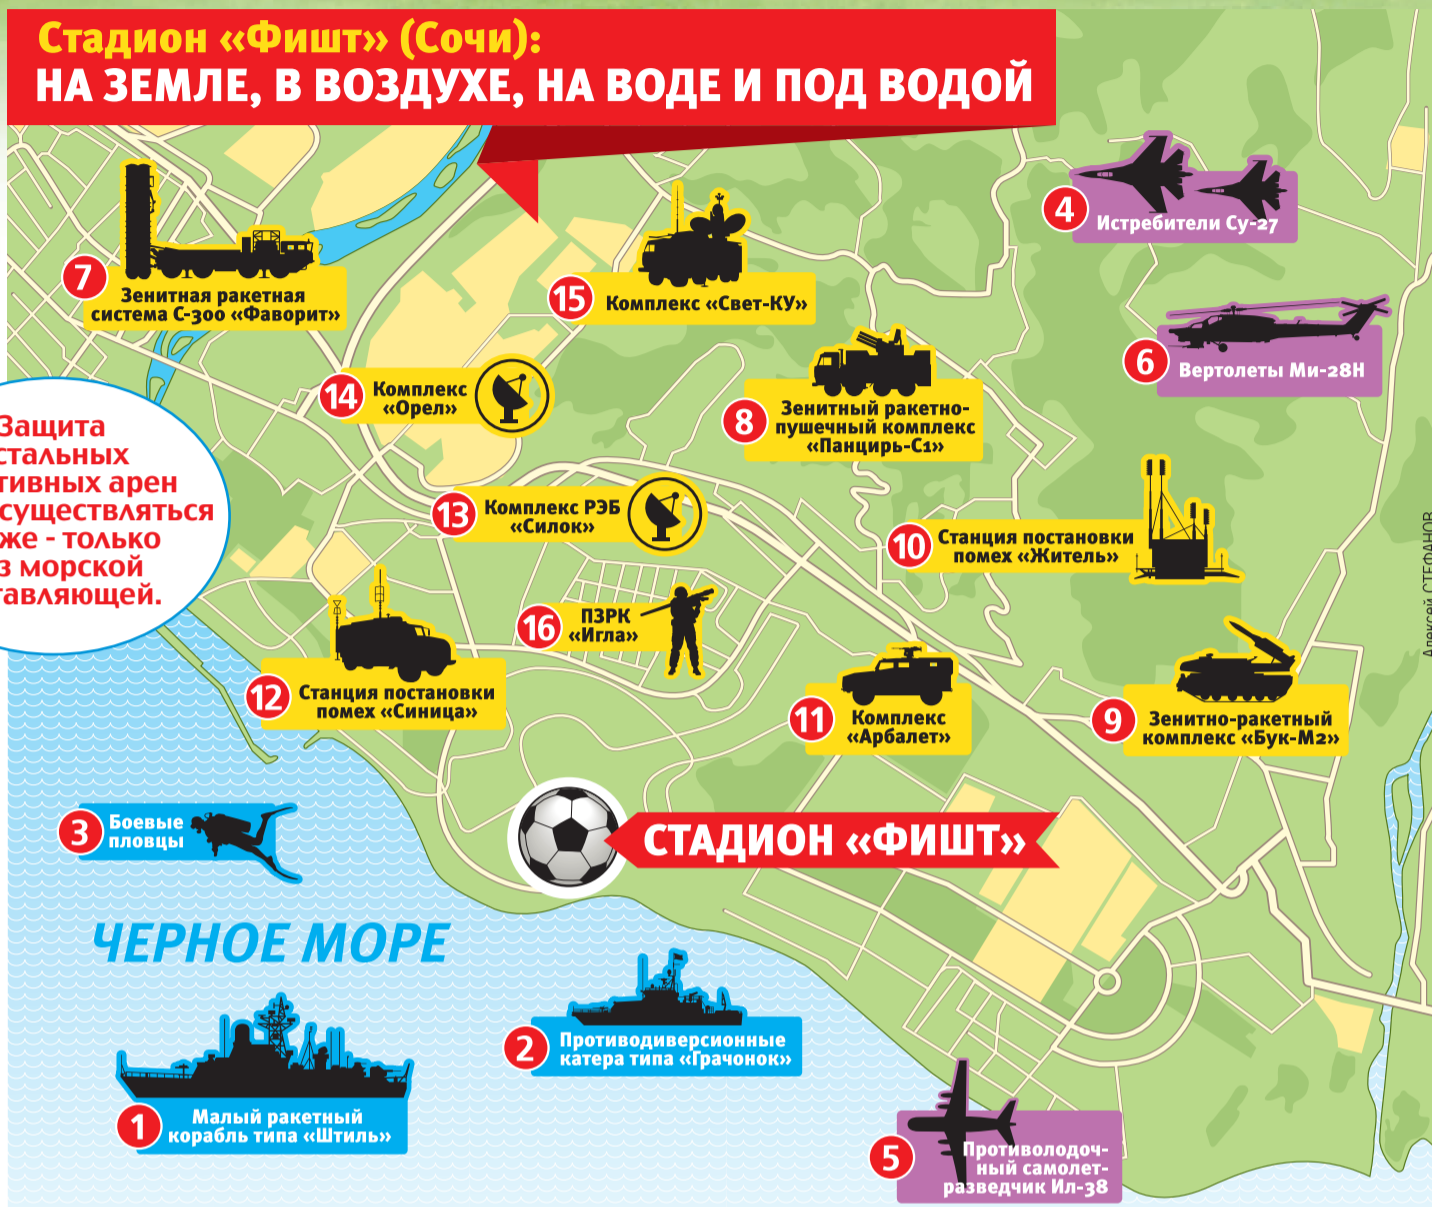 Стадион «Фишт» (Сочи):
НА ЗЕМЛЕ, В ВОЗДУХЕ, НА ВОДЕ И ПОД ВОДОЙ
4
Истребители Су-27
7
Зенитная ракетная
система С-300 «Фаворит»
15
Комплекс «Свет-КУ»
6
Вертолеты Ми-28Н
14
Комплекс
«Орел»
8
Зенитный ракетно-
пушечный комплекс
«Панцирь-С1»
Защита
стальных
тивных арен
существляться
же - только
з морской
тавляющей.
13
Комплекс РЭБ
«Силок»
10
Станция постановки
помех «Житель»
Алексей СТЕФАНОВ
16
ПЗРК
«Игла»
12
Станция постановки
помех «Синица»
11
Комплекс
«Арбалет»
9
Зенитно-ракетный
комплекс «Бук-М2»
3
Боевые
пловцы
СТАДИОН «ФИШТ»
ЧЕРНОЕ МОРЕ
2
Противодиверсионные
катера типа «Грачонок»
1
Малый ракетный
корабль типа «Штиль»
5
Противолодоч-
ный самолет-
разведчик Ил-38